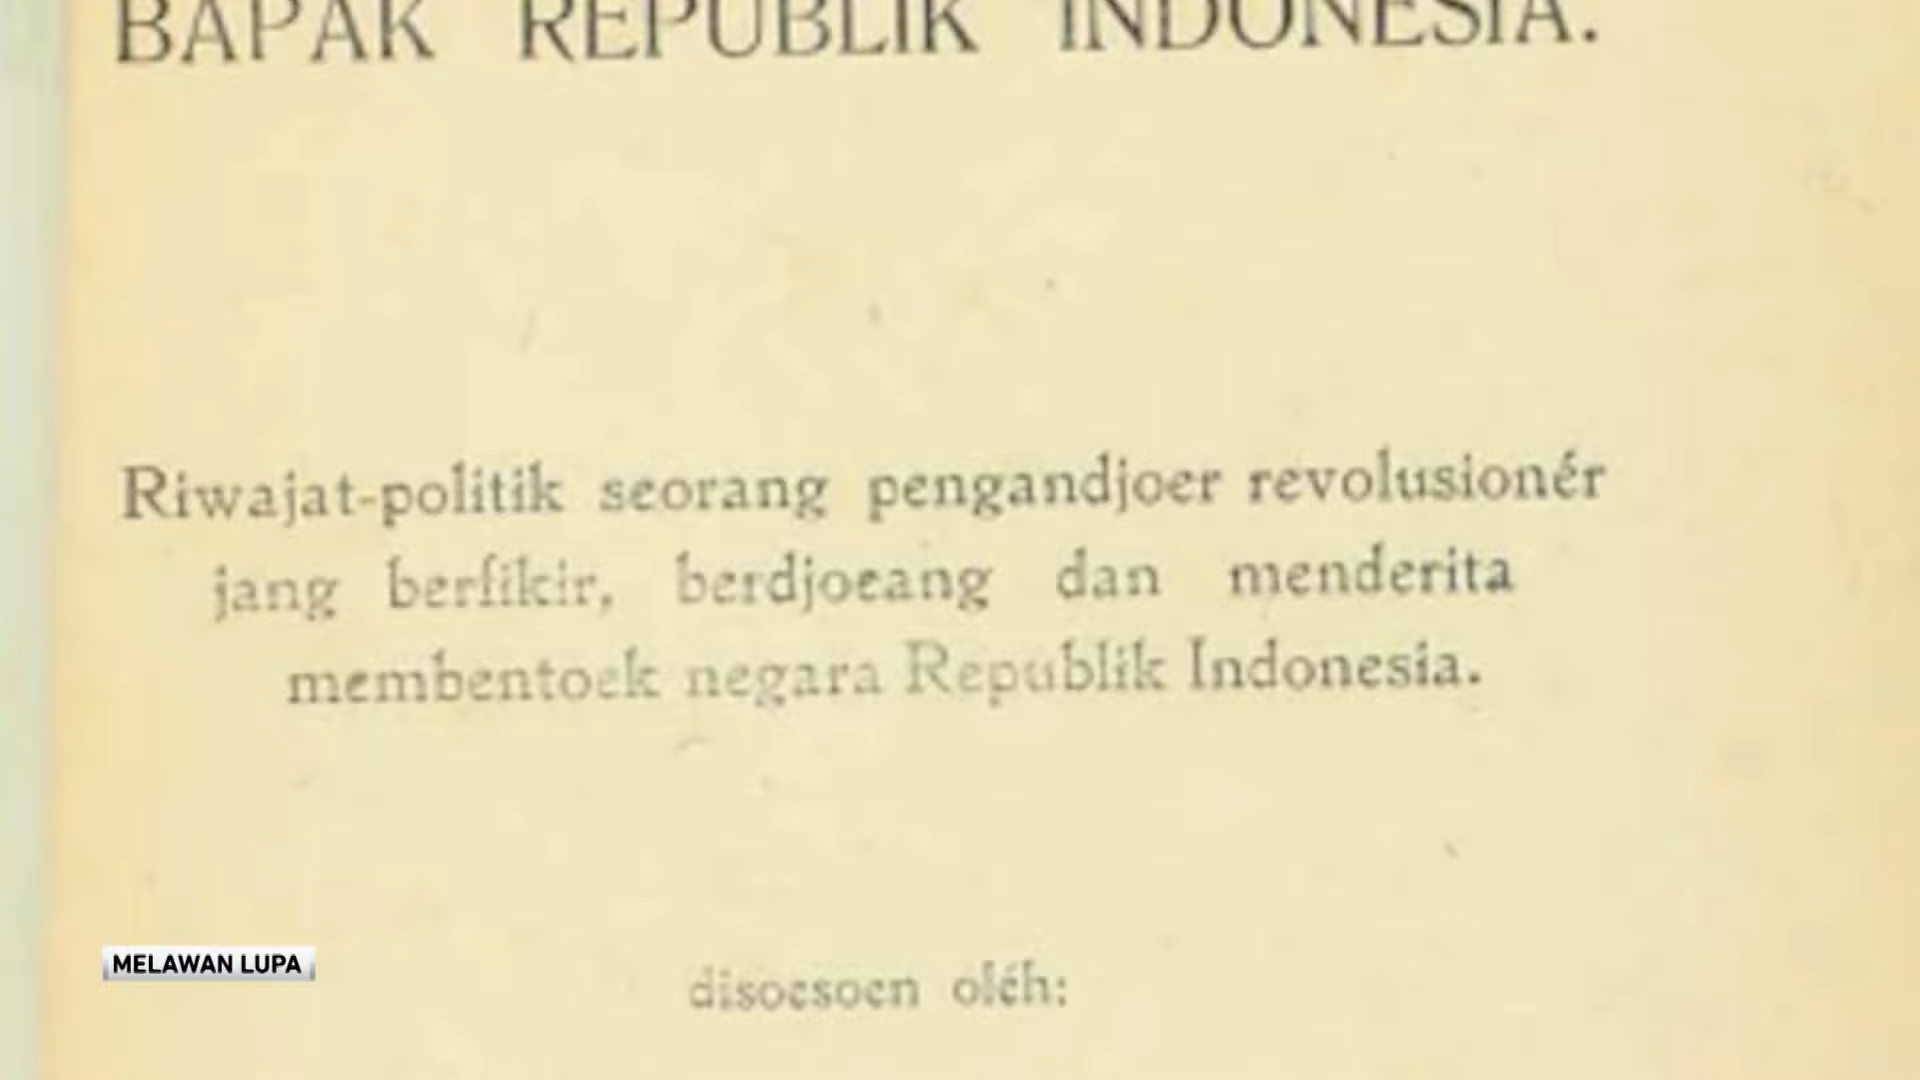 BAPAK REPUBLIK INDONESIA.
Riwajat-politik seorang pengandjoer revolusionér
jang berfikir, berdjoeang dan menderita
membentoek negara Republik Indonesia.
MELAWAN LUPA
disoesoen oléh: